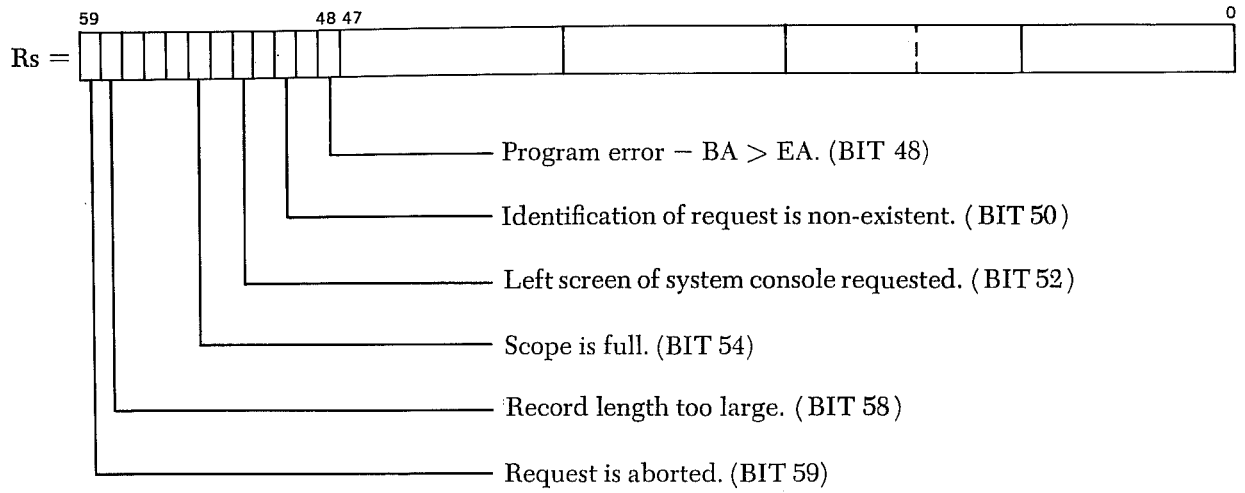 59 48 47 0
Rs =
Program error — BA > EA. (BIT 48)
Identification of request is non-existent. (BIT 50)
Left screen of system console requested. (BIT 52)
Scope is full. (BIT 54)
Record length too large. (BIT 58)
Request is aborted. (BIT 59)